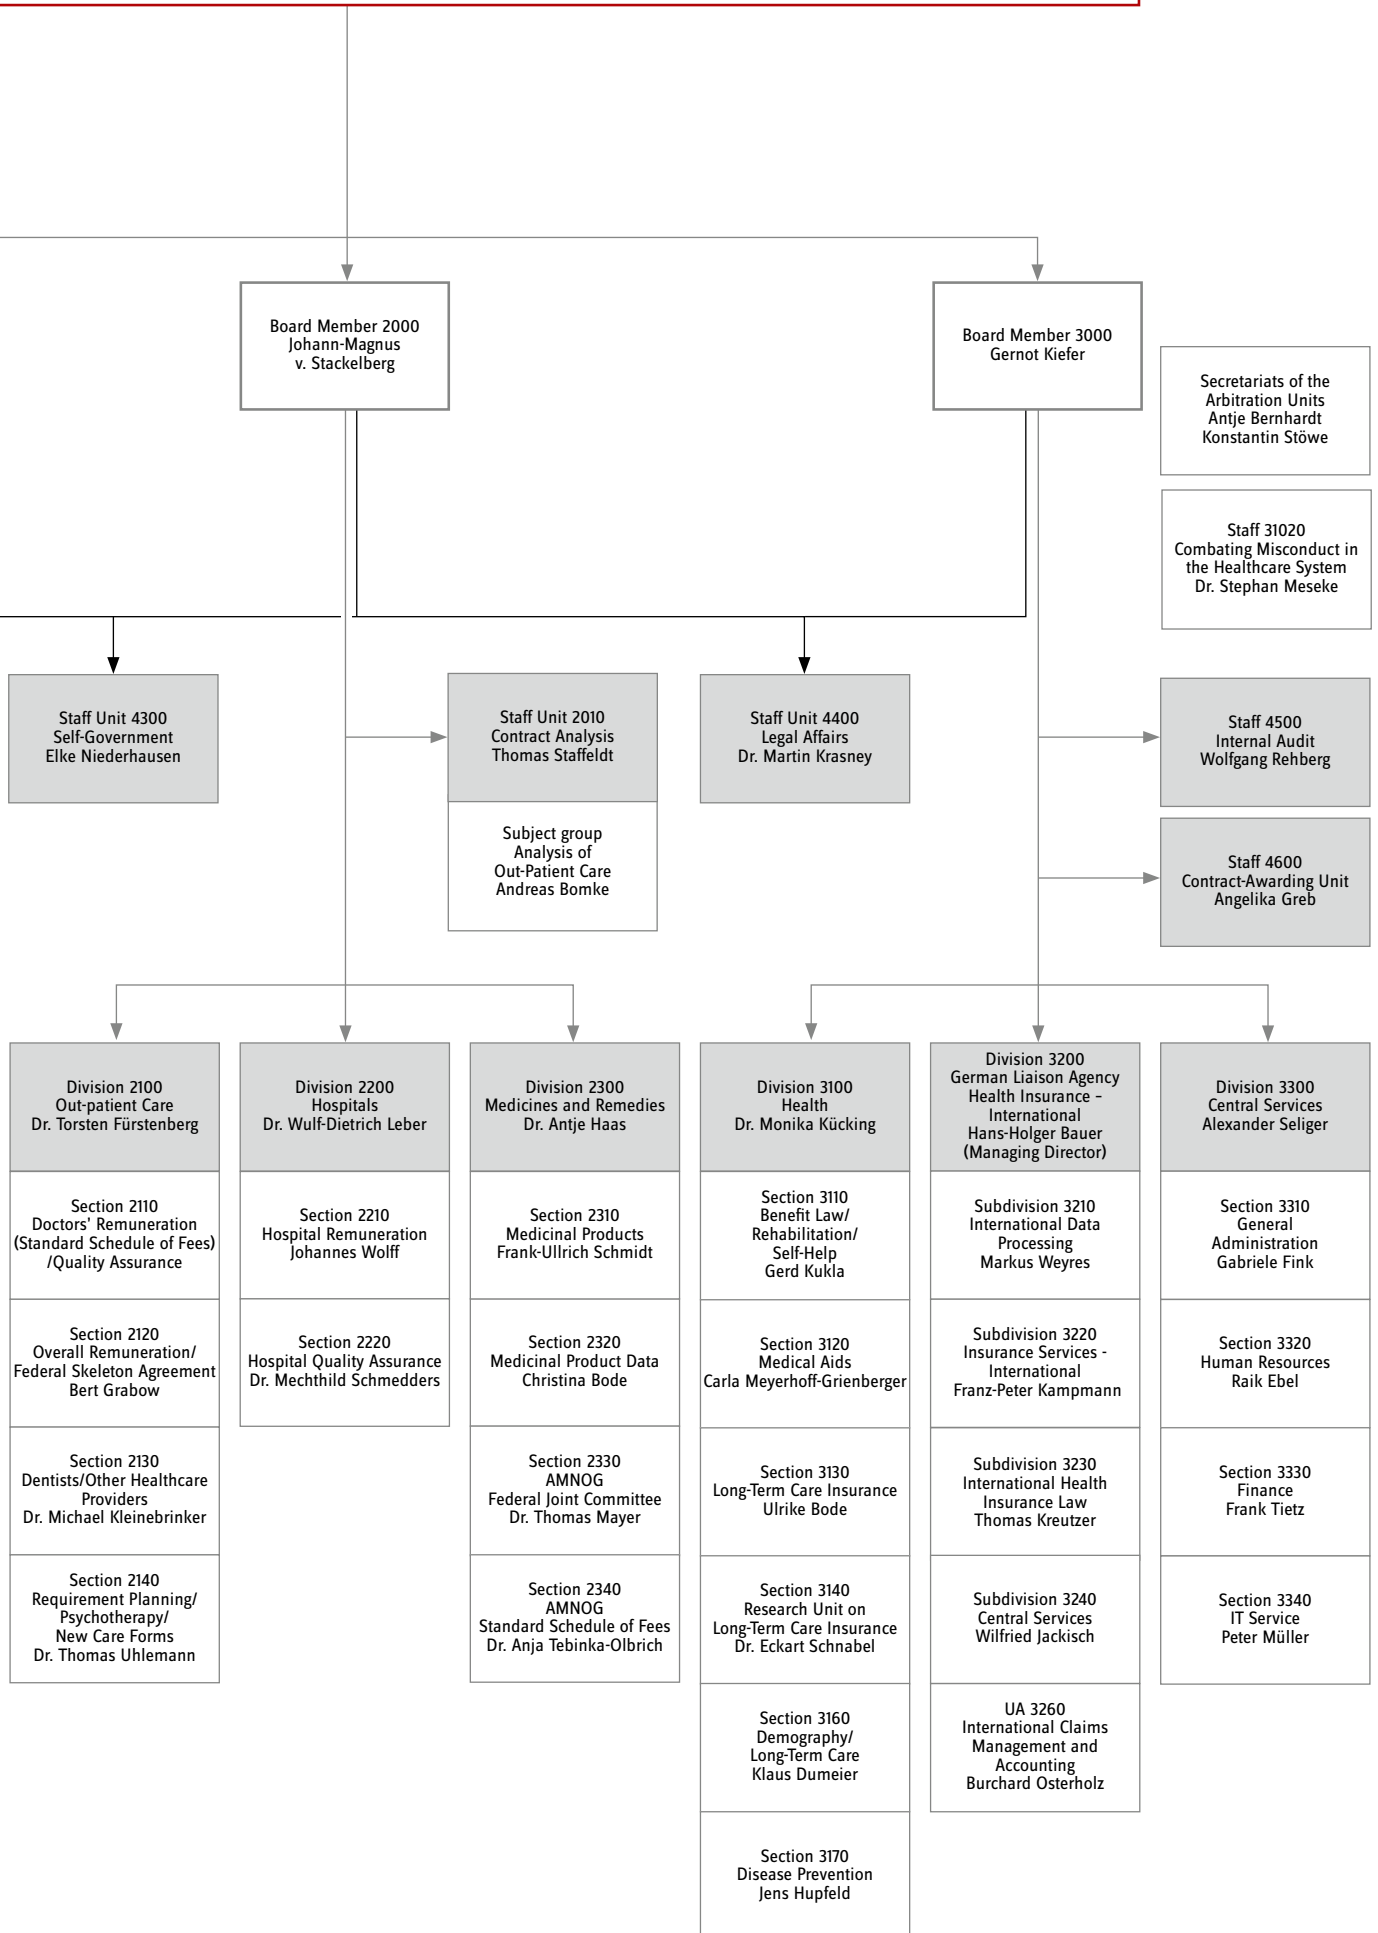 Board Member 2000
Johann-Magnus
v. Stackelberg
Board Member 3000
Gernot Kiefer
Secretariats of the
Arbitration Units
Antje Bernhardt
Konstantin Stöwe
Staff 31020
Combating Misconduct in
the Healthcare System
Dr. Stephan Meseke
Staff Unit 4300
Self-Government
Elke Niederhausen
Staff Unit 2010
Contract Analysis
Thomas Staffeldt
Subject group
Analysis of
Out-Patient Care
Andreas Bomke
Staff Unit 4400
Legal Affairs
Dr. Martin Krasney
Staff 4500
Internal Audit
Wolfgang Rehberg
Staff 4600
Contract-Awarding Unit
Angelika Greb
Division 2100
Out-patient Care
Dr. Torsten Fürstenberg
Section 2110
Doctors' Remuneration
(Standard Schedule of Fees)
/Quality Assurance
Section 2120
Overall Remuneration/
Federal Skeleton Agreement
Bert Grabow
Section 2130
Dentists/Other Healthcare
Providers
Dr. Michael Kleinebrinker
Section 2140
Requirement Planning/
Psychotherapy/
New Care Forms
Dr. Thomas Uhlemann
Division 2200
Hospitals
Dr. Wulf-Dietrich Leber
Section 2210
Hospital Remuneration
Johannes Wolff
Section 2220
Hospital Quality Assurance
Dr. Mechthild Schmedders
Division 2300
Medicines and Remedies
Dr. Antje Haas
Section 2310
Medicinal Products
Frank-Ullrich Schmidt
Section 2320
Medicinal Product Data
Christina Bode
Section 2330
AMNOG
Federal Joint Committee
Dr. Thomas Mayer
Section 2340
AMNOG
Standard Schedule of Fees
Dr. Anja Tebinka-Olbrich
Division 3100
Health
Dr. Monika Kücking
Section 3110
Benefit Law/
Rehabilitation/
Self-Help
Gerd Kukla
Section 3120
Medical Aids
Carla Meyerhoff-Grienberger
Section 3130
Long-Term Care Insurance
Ulrike Bode
Section 3140
Research Unit on
Long-Term Care Insurance
Dr. Eckart Schnabel
Section 3160
Demography/
Long-Term Care
Klaus Dumeier
Section 3170
Disease Prevention
Jens Hupfeld
Division 3200
German Liaison Agency
Health Insurance –
International
Hans-Holger Bauer
(Managing Director)
Subdivision 3210
International Data
Processing
Markus Weyres
Subdivision 3220
Insurance Services -
International
Franz-Peter Kampmann
Subdivision 3230
International Health
Insurance Law
Thomas Kreutzer
Subdivision 3240
Central Services
Wilfried Jackisch
UA 3260
International Claims
Management and
Accounting
Burchard Osterholz
Division 3300
Central Services
Alexander Seliger
Section 3310
General
Administration
Gabriele Fink
Section 3320
Human Resources
Raik Ebel
Section 3330
Finance
Frank Tietz
Section 3340
IT Service
Peter Müller